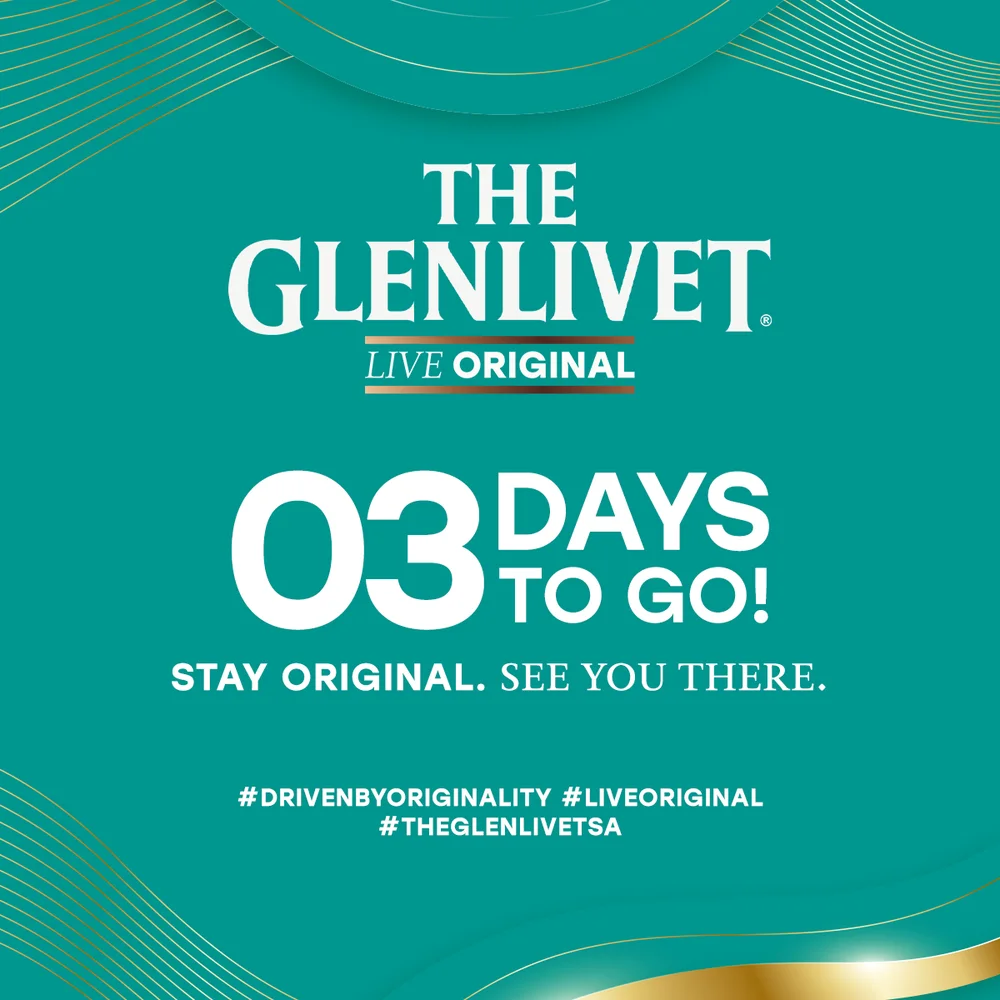 THE
GLENLIVET®
LIVE ORIGINAL
03 DAYS
TO GO!
STAY ORIGINAL. SEE YOU THERE.
#DRIVENBYORIGINALITY #LIVEORIGINAL
#THEGLENLIVETSA